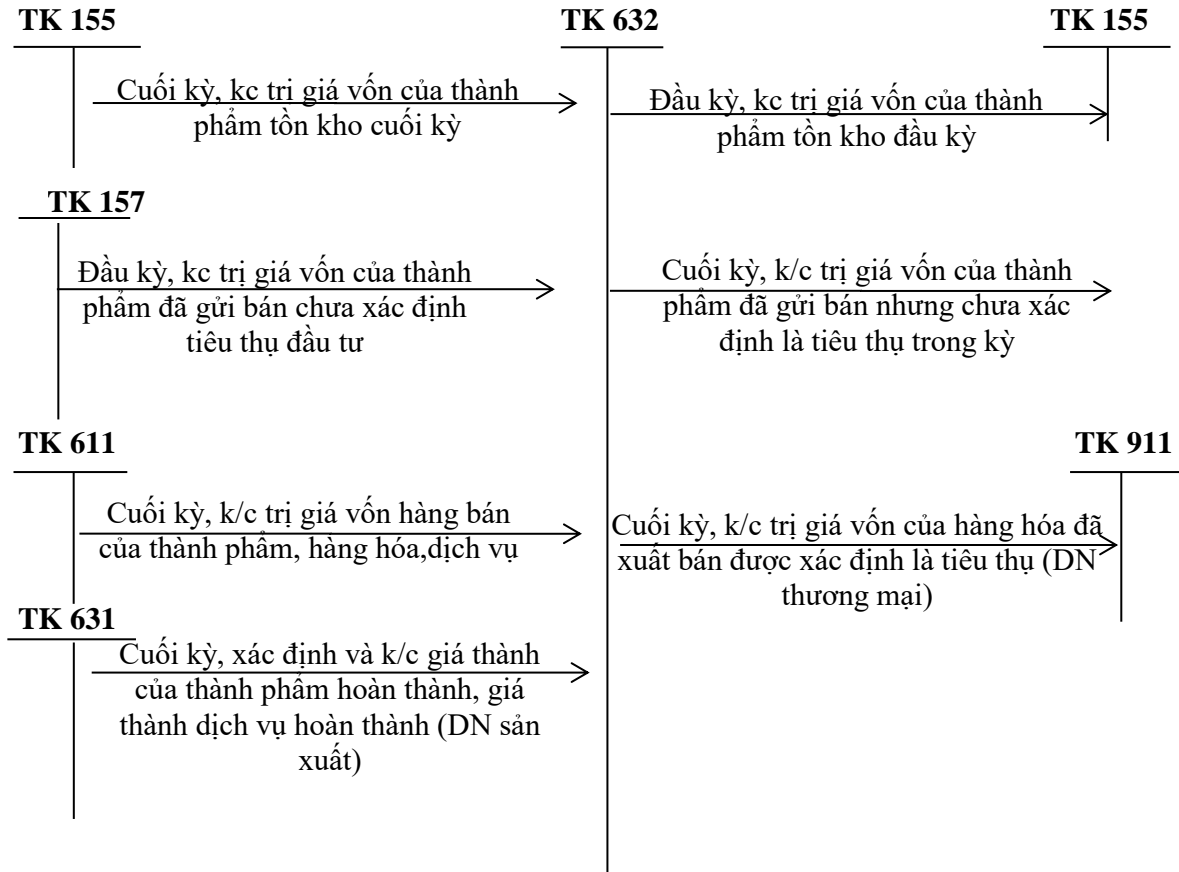 TK 155
TK 632
TK 155
Cuối kỳ, kc trị giá vốn của thành
phẩm tồn kho cuối kỳ
Đầu kỳ, kc trị giá vốn của thành
phẩm tồn kho đầu kỳ
TK 157
Đầu kỳ, kc trị giá vốn của thành
phẩm đã gửi bán chưa xác định
tiêu thụ đầu tư
Cuối kỳ, k/c trị giá vốn của thành
phẩm đã gửi bán nhưng chưa xác
định là tiêu thụ trong kỳ
TK 611
TK 911
Cuối kỳ, k/c trị giá vốn hàng bán
của thành phẩm, hàng hóa,dịch vụ
Cuối kỳ, k/c trị giá vốn của hàng hóa đã
xuất bán được xác định là tiêu thụ (DN
thương mại)
TK 631
Cuối kỳ, xác định và k/c giá thành
của thành phẩm hoàn thành, giá
thành dịch vụ hoàn thành (DN sản
xuất)